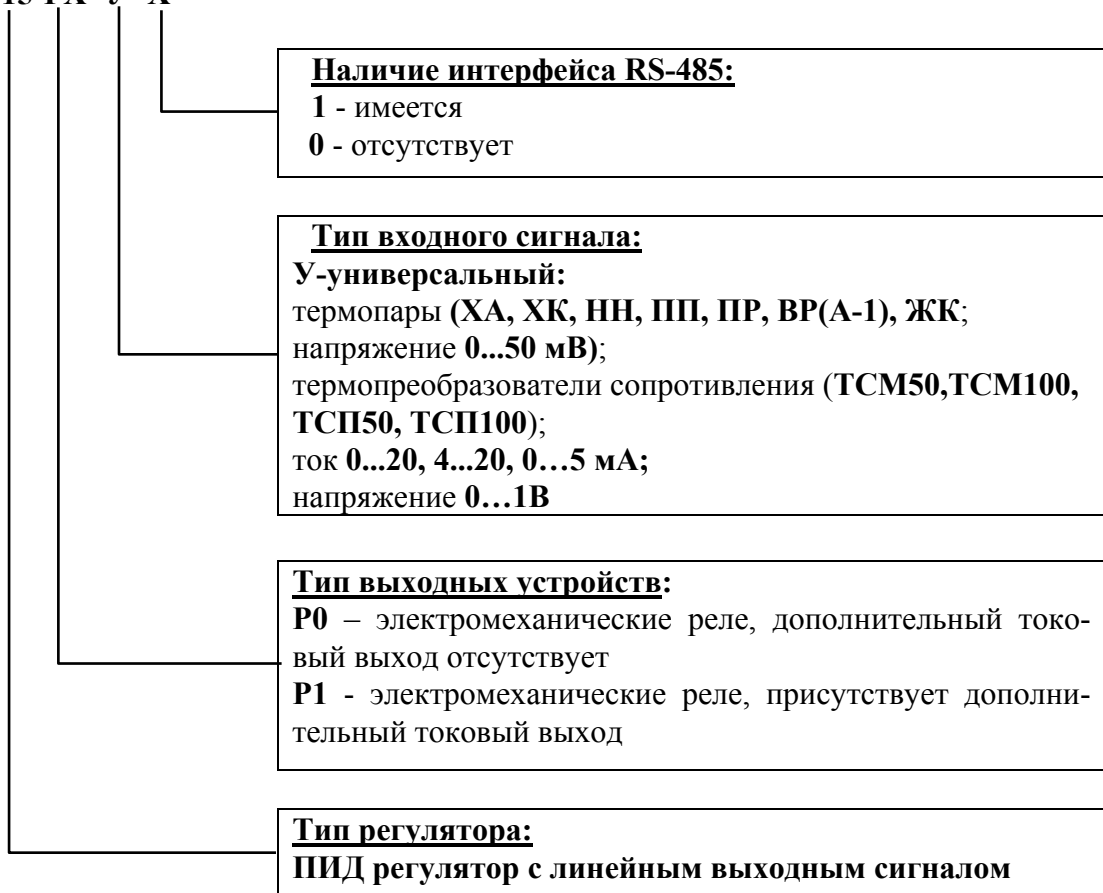 Наличие интерфейса RS-485:
1 - имеется
0 - отсутствует
Тип входного сигнала:
У-универсальный:
термопары (ХА, ХК, НН, ПП, ПР, ВР(А-1), ЖК;
напряжение 0...50 мВ);
термопреобразователи сопротивления (ТСМ50,ТСМ100,
ТСП50, ТСП100);
ток 0...20, 4...20, 0…5 мА;
напряжение 0…1В
Тип выходных устройств:
Р0 – электромеханические реле, дополнительный токо-
вый выход отсутствует
Р1 - электромеханические реле, присутствует дополни-
тельный токовый выход
Тип регулятора:
ПИД регулятор с линейным выходным сигналом